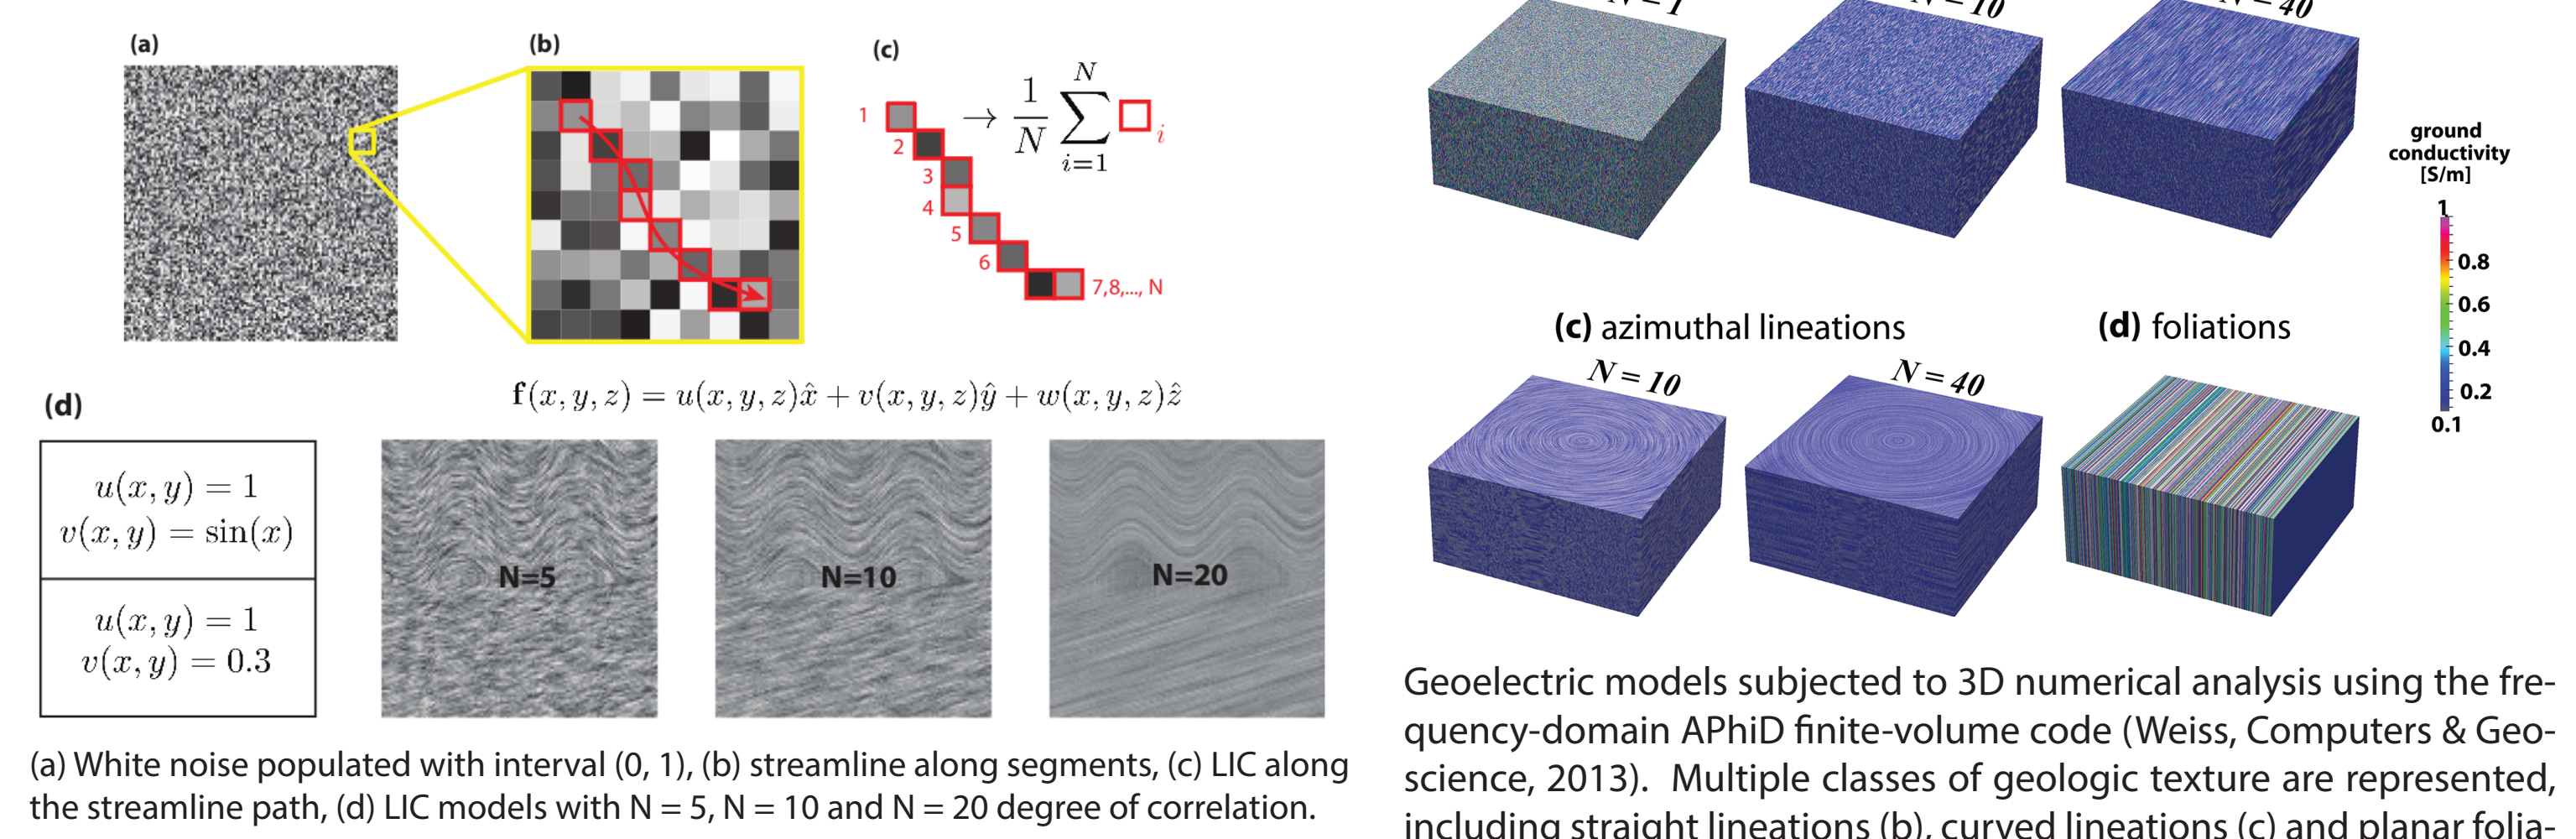 (a)
(b)
(c)
1
2
3
4
5
6
7,8,..., N
→ 1/N ∑_{i=1}^{N} □_i
f(x, y, z) = u(x, y, z)x̂ + v(x, y, z)ŷ + w(x, y, z)ẑ
(d)
u(x, y) = 1
v(x, y) = sin(x)
u(x, y) = 1
v(x, y) = 0.3
N=5
N=10
N=20
(a) White noise populated with interval (0, 1), (b) streamline along segments, (c) LIC along
the streamline path, (d) LIC models with N = 5, N = 10 and N = 20 degree of correlation.
N = 1
N = 10
N = 40
ground
conductivity
[S/m]
1
0.8
0.6
0.4
0.2
0.1
(c) azimuthal lineations
(d) foliations
N = 10
N = 40
Geoelectric models subjected to 3D numerical analysis using the fre-
quency-domain APhiD finite-volume code (Weiss, Computers & Geo-
science, 2013). Multiple classes of geologic texture are represented,
including straight lineations (b), curved lineations (c) and planar folia-